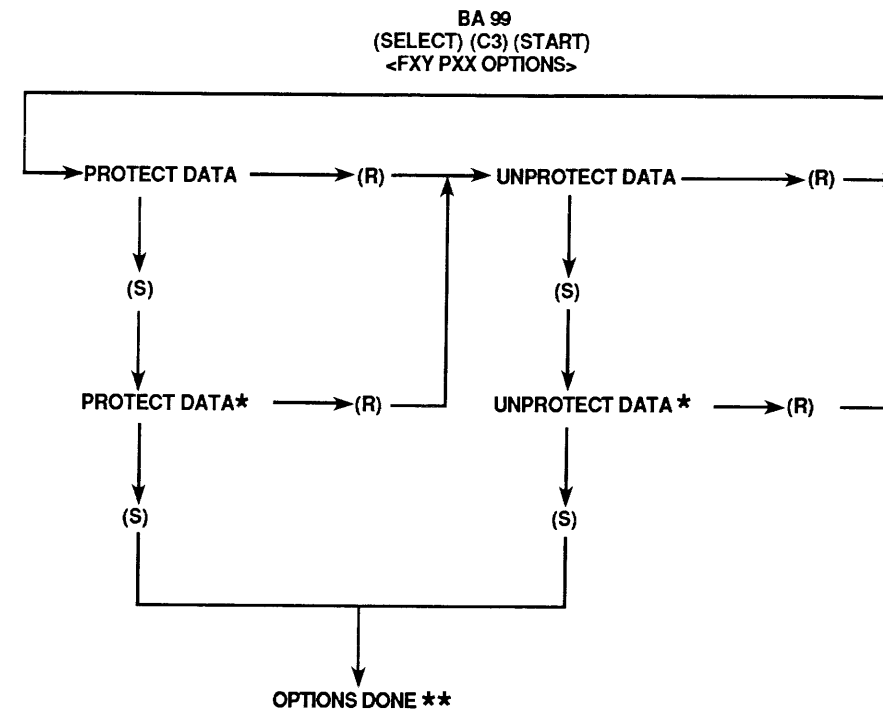 BA 99
(SELECT) (C3) (START)
<FXY PXX OPTIONS>
PROTECT DATA (R) UNPROTECT DATA (R)
(S) (S)
PROTECT DATA* (R) UNPROTECT DATA* (R)
(S) (S)
OPTIONS DONE **